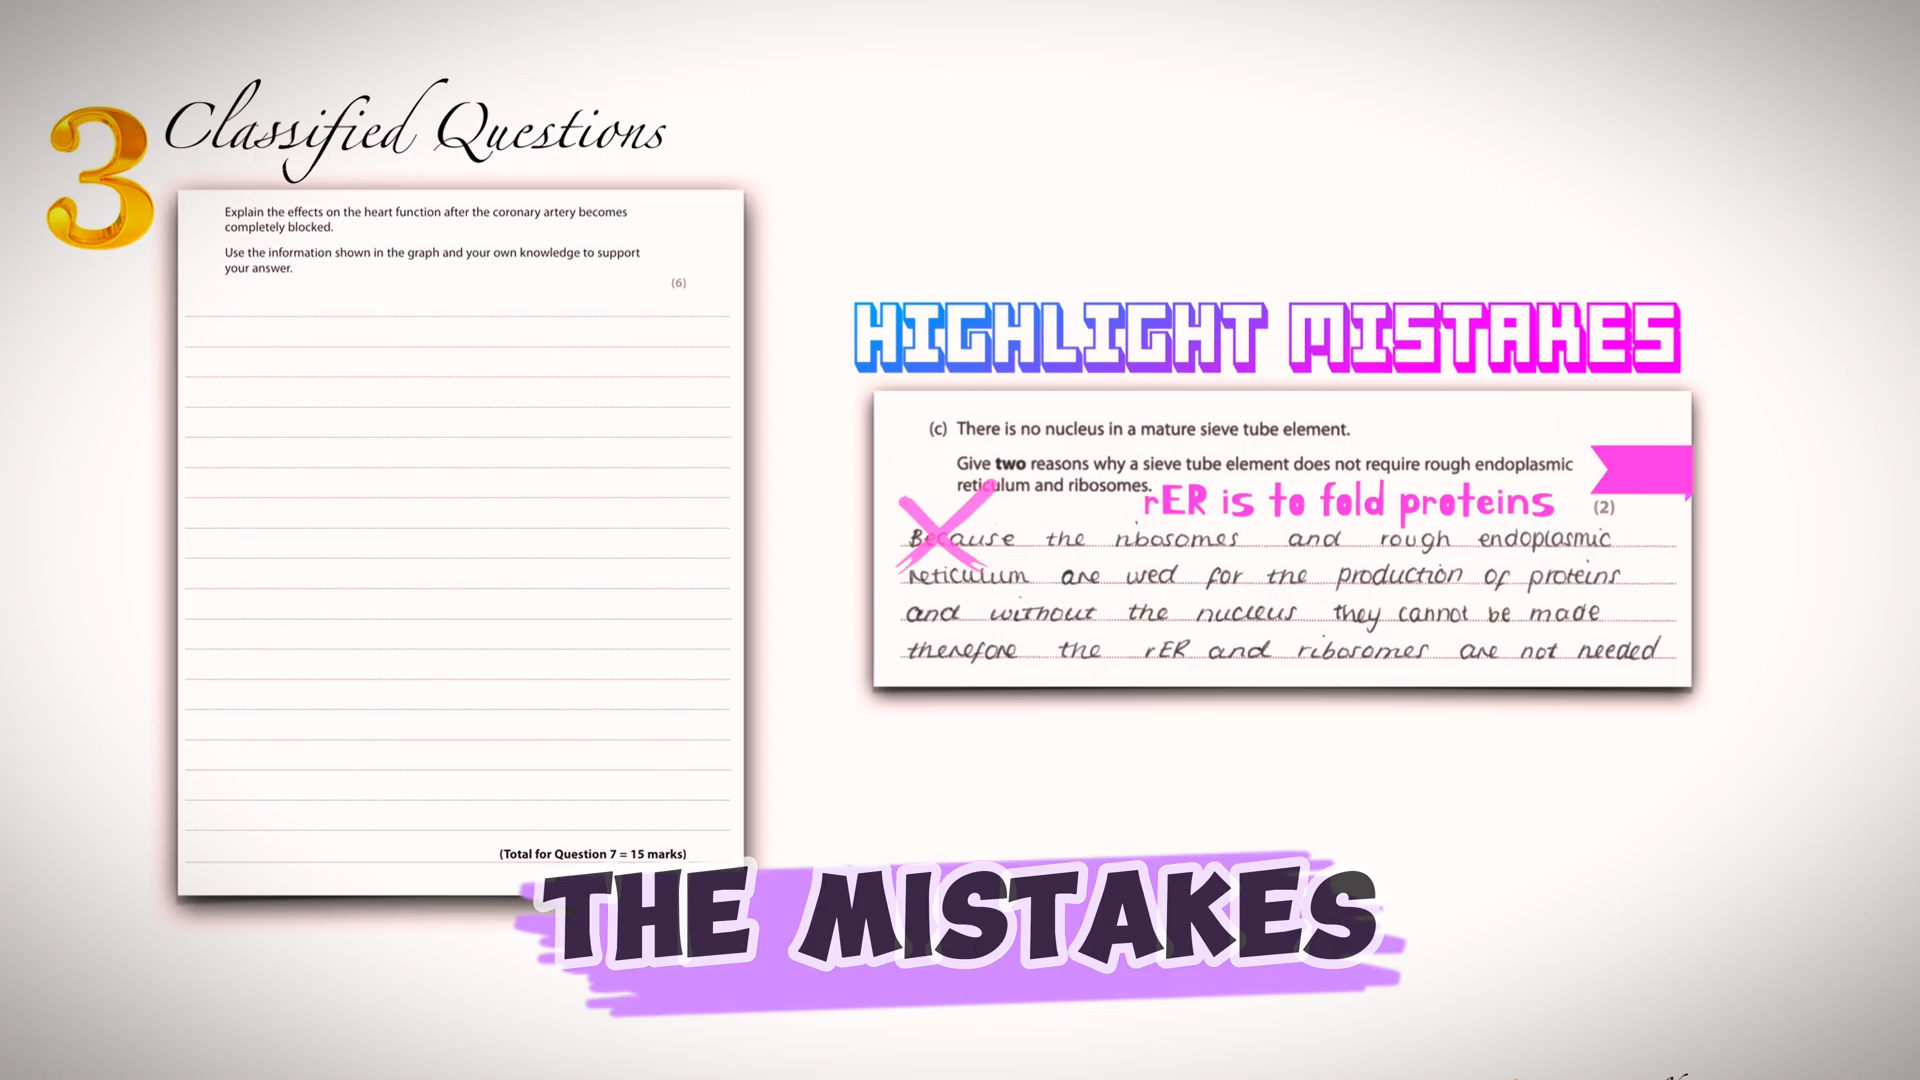 3 Classified Questions
Explain the effects on the heart function after the coronary artery becomes
completely blocked.
Use the information shown in the graph and your own knowledge to support
your answer.
(6)
(Total for Question 7 = 15 marks)
HIGHLIGHT MISTAKES
(c) There is no nucleus in a mature sieve tube element.
Give two reasons why a sieve tube element does not require rough endoplasmic
reticulum and ribosomes.
rER is to fold proteins
(2)
Because the ribosomes and rough endoplasmic
reticulum are used for the production of proteins
and without the nucleus they cannot be made
therefore the rER and ribosomes are not needed
THE MISTAKES